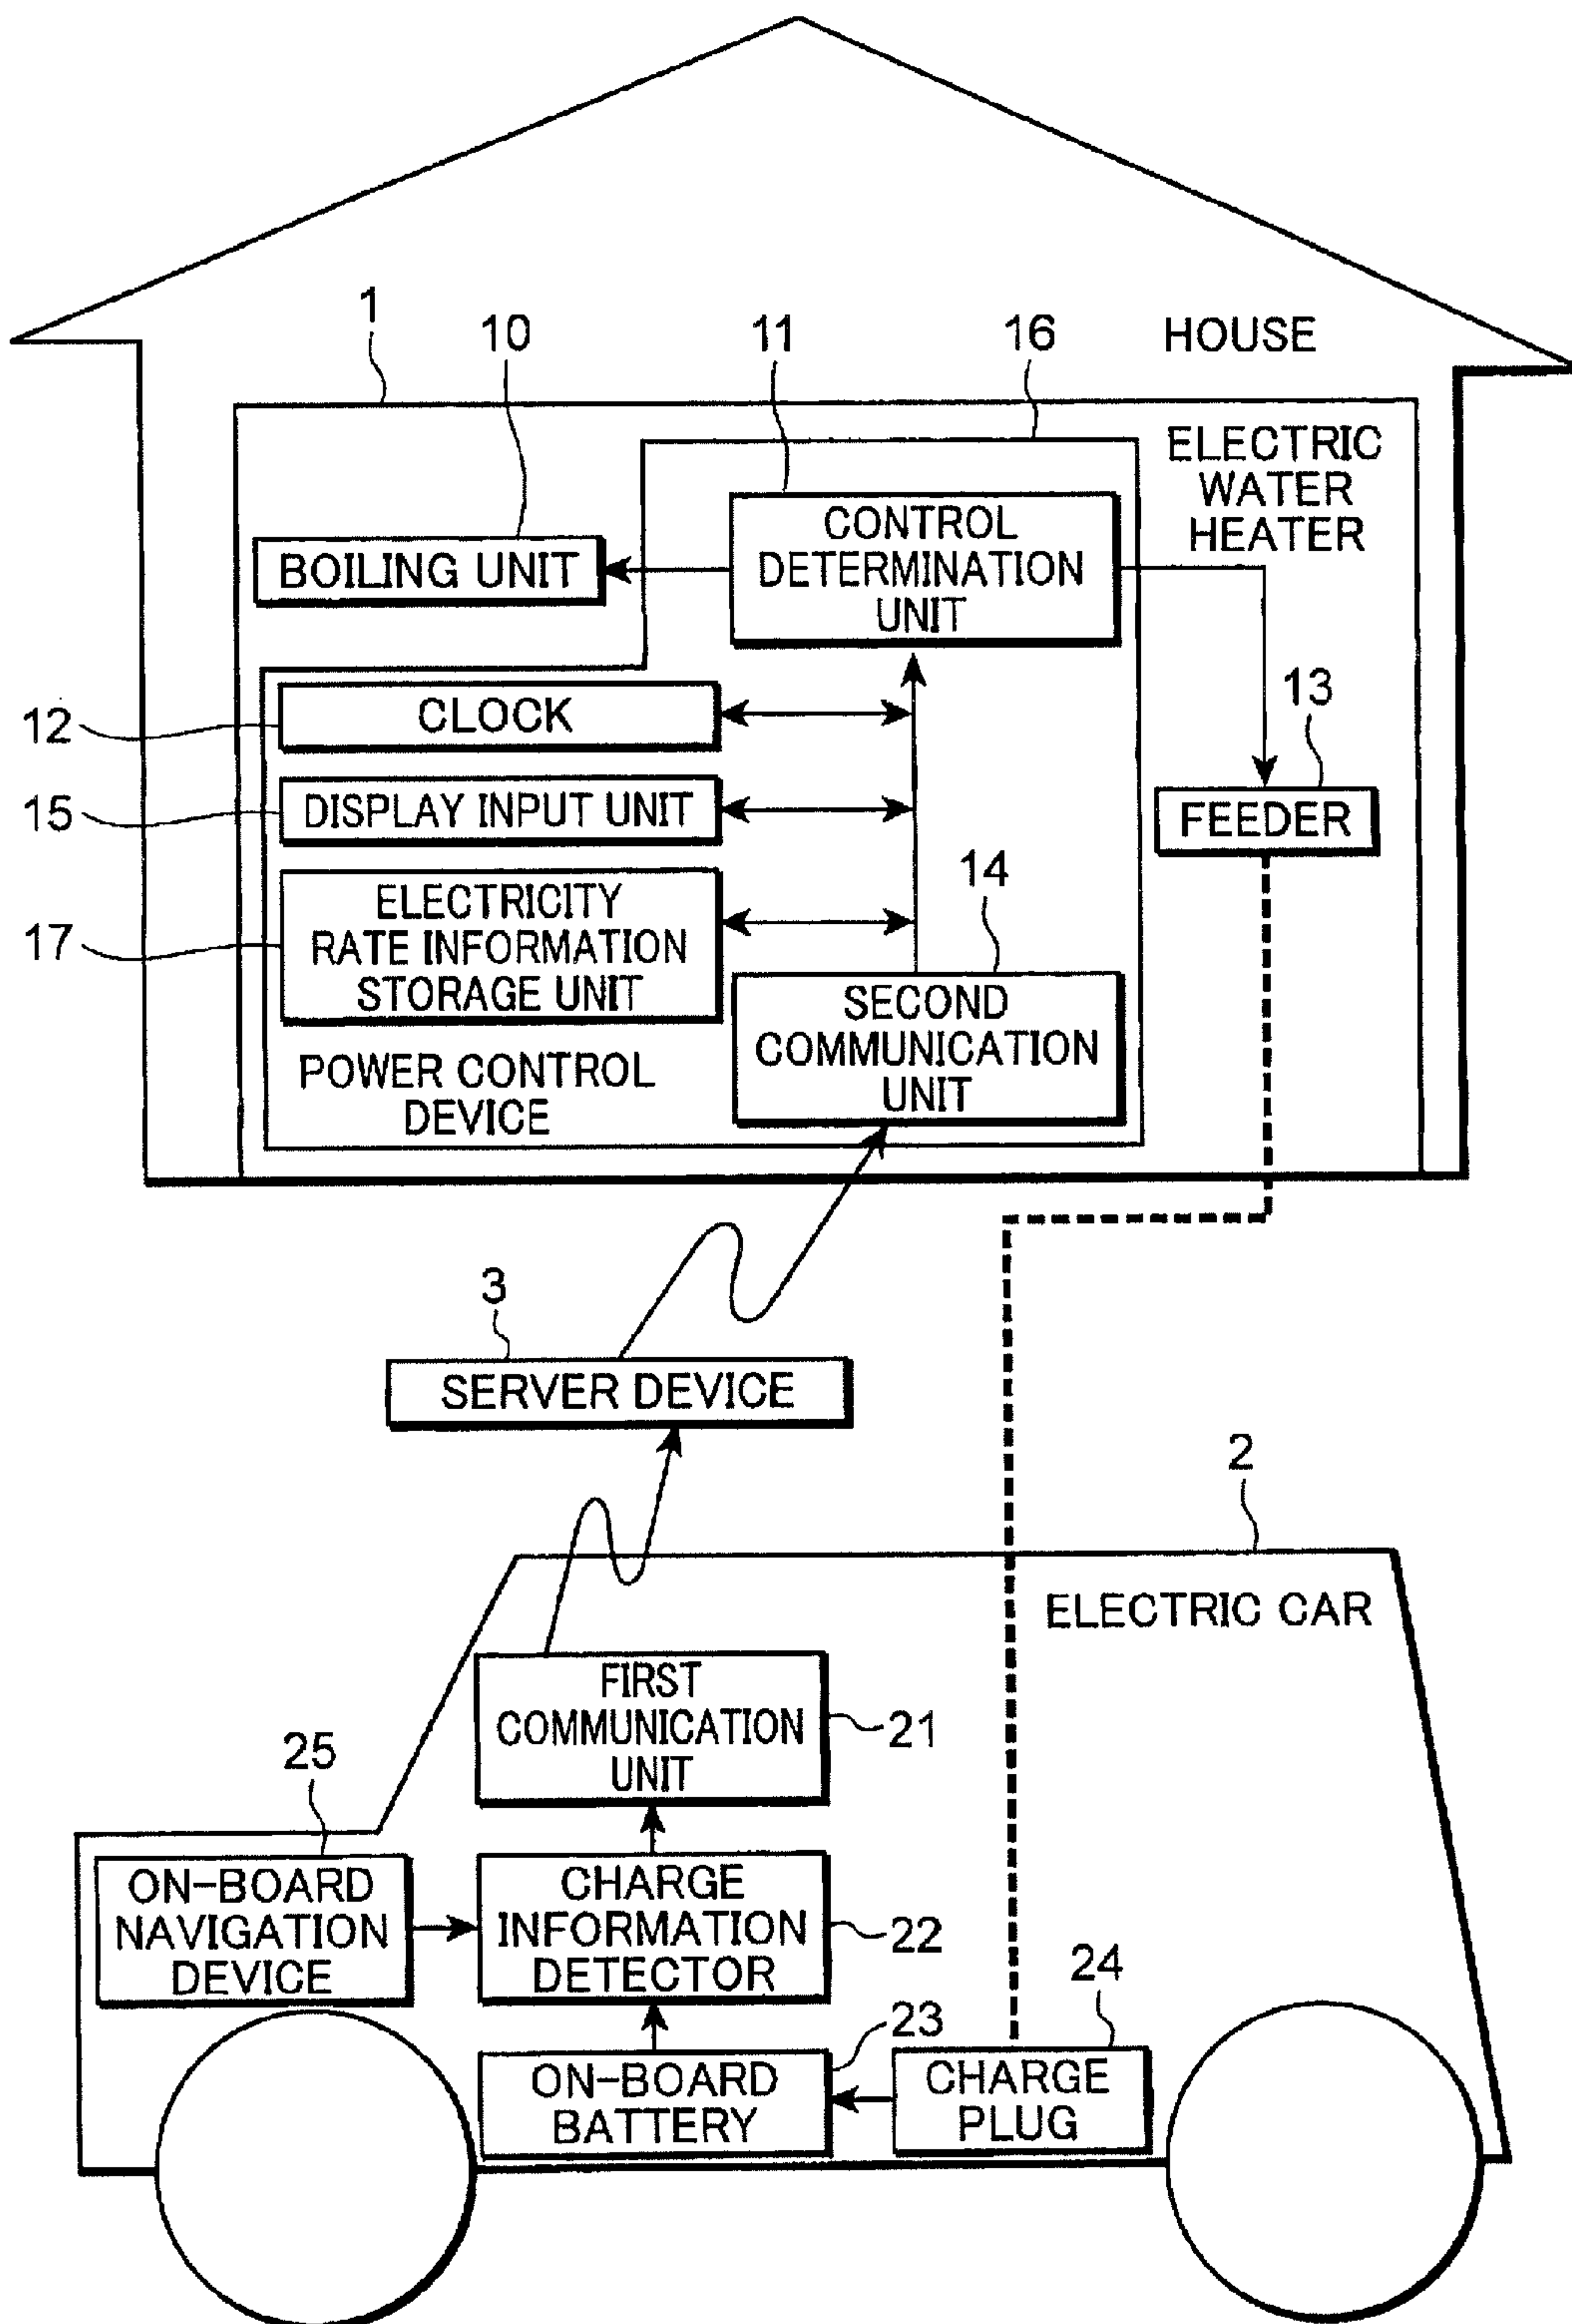 1
10
11
16
HOUSE
ELECTRIC
WATER
HEATER
BOILING UNIT
CONTROL
DETERMINATION
UNIT
12
CLOCK
13
15
DISPLAY INPUT UNIT
FEEDER
17
ELECTRICITY
RATE INFORMATION
STORAGE UNIT
14
SECOND
COMMUNICATION
UNIT
POWER CONTROL
DEVICE
3
SERVER DEVICE
2
ELECTRIC CAR
FIRST
COMMUNICATION
UNIT
21
25
ON-BOARD
NAVIGATION
DEVICE
CHARGE
INFORMATION
DETECTOR
22
24
23
ON-BOARD
BATTERY
CHARGE
PLUG